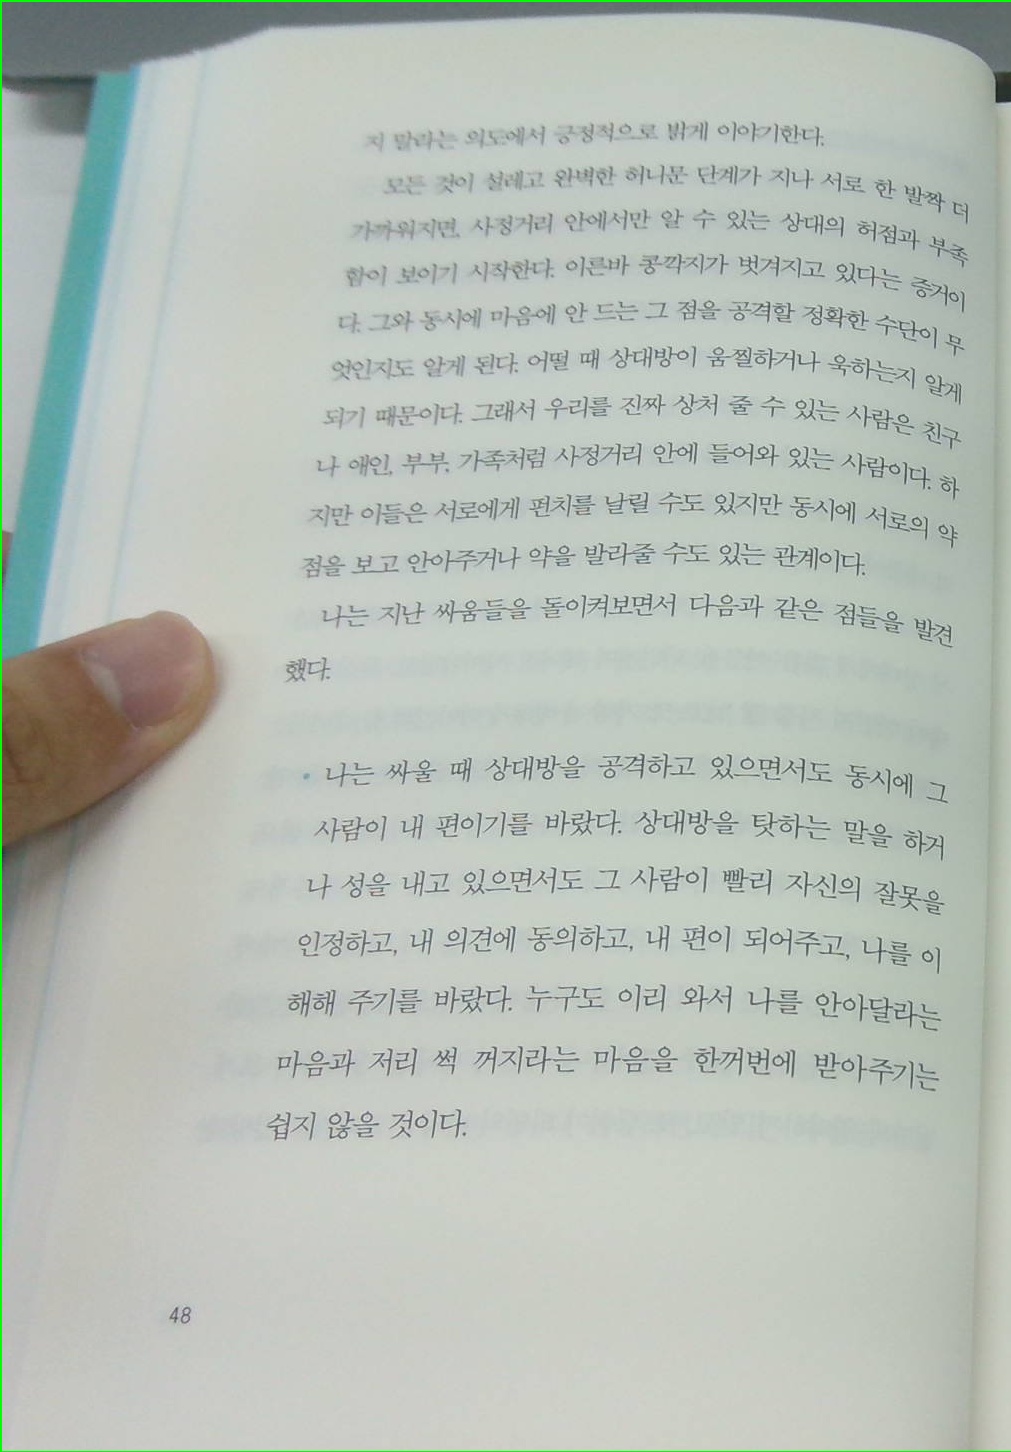 지 말라는 의도에서 긍정적으로 밝게 이야기한다.
모든 것이 설레고 완벽한 허니문 단계가 지나 서로 한 발짝 더
가까워지면, 사정거리 안에서만 알 수 있는 상대의 허점과 부족
함이 보이기 시작한다. 이른바 콩깍지가 벗겨지고 있다는 증거이
다. 그와 동시에 마음에 안 드는 그 점을 공격할 정확한 수단이 무
엇인지도 알게 된다. 어떨 때 상대방이 움찔하거나 욱하는지 알게
되기 때문이다. 그래서 우리를 진짜 상처 줄 수 있는 사람은 친구
나 애인, 부부, 가족처럼 사정거리 안에 들어와 있는 사람이다. 하
지만 이들은 서로에게 펀치를 날릴 수도 있지만 동시에 서로의 약
점을 보고 안아주거나 약을 발라줄 수도 있는 관계이다.
나는 지난 싸움들을 돌이켜보면서 다음과 같은 점들을 발견
했다.
• 나는 싸울 때 상대방을 공격하고 있으면서도 동시에 그
사람이 내 편이기를 바랐다. 상대방을 탓하는 말을 하거
나 성을 내고 있으면서도 그 사람이 빨리 자신의 잘못을
인정하고, 내 의견에 동의하고, 내 편이 되어주고, 나를 이
해해 주기를 바랐다. 누구도 이리 와서 나를 안아달라는
마음과 저리 썩 꺼지라는 마음을 한꺼번에 받아주기는
쉽지 않을 것이다.
48